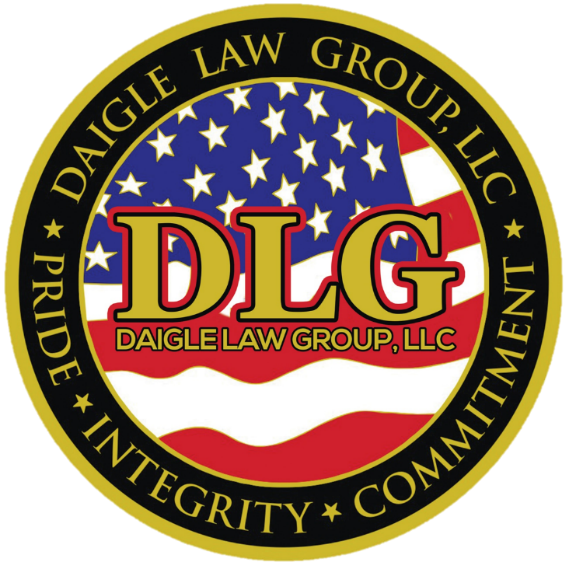 DAIGLE LAW GROUP, LLC
DLG
DAIGLE LAW GROUP, LLC
PRIDE ★ INTEGRITY ★ COMMITMENT